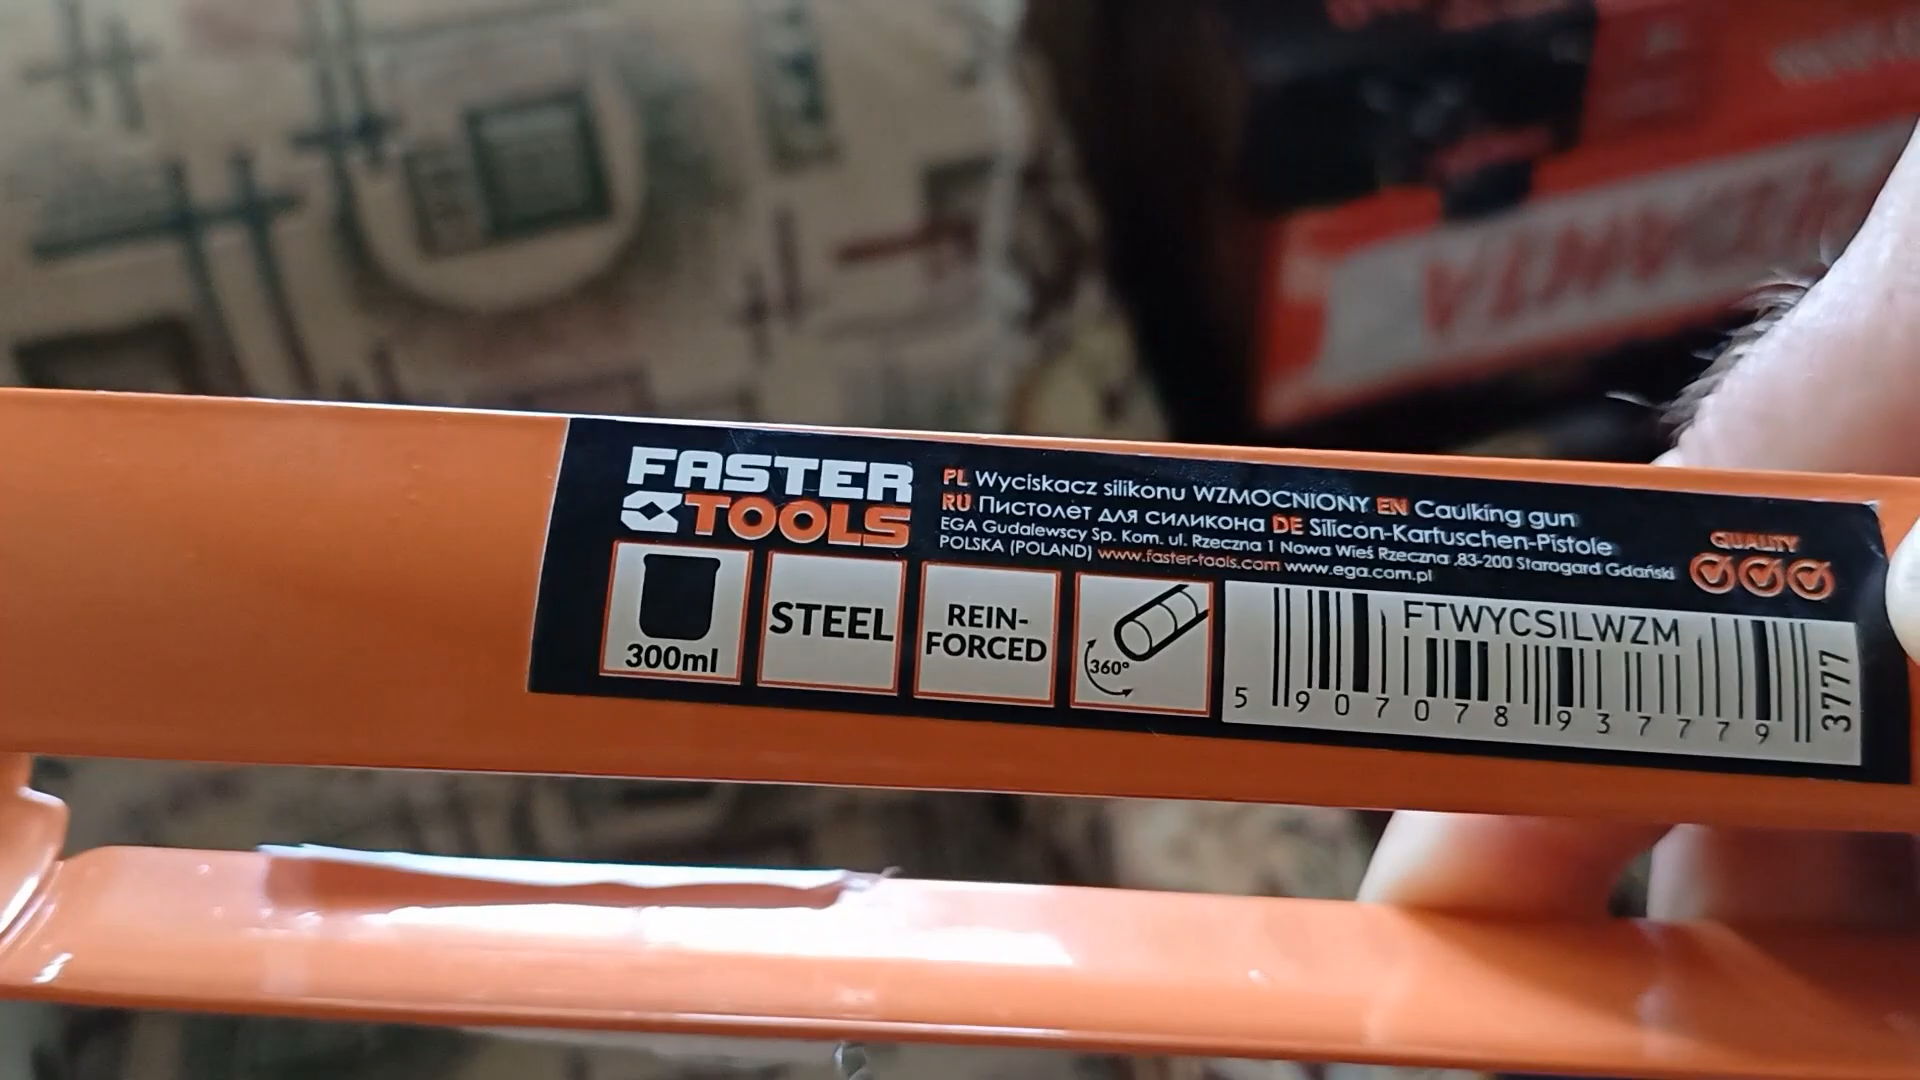 FASTER
TOOLS
PL Wyciskacz silikonu WZMOCNIONY EN Caulking gun
RU Пистолет для силикона DE Silicon-Kartuschen-Pistole
EGA Gudalewscy Sp. Kom. ul. Rzeczna 1 Nowa Wieś Rzeczna ,83-200 Starogard Gdański
POLSKA (POLAND) www.faster-tools.com www.ega.com.pl
QUALITY
300ml
STEEL
REIN-
FORCED
360°
FTWYCSILWZM
5 907078 937779
3777